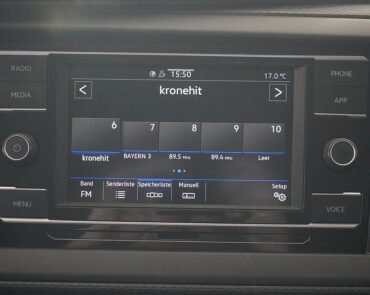 15:50
17.0 °C
kronehit
6 7 8 9 10
kronehit BAYERN 3 89.5 MHz 89.4 MHz Leer
Band Senderliste Speicherliste Manuell Setup
FM
RADIO
MEDIA
MENU
PHONE
APP
VOICE